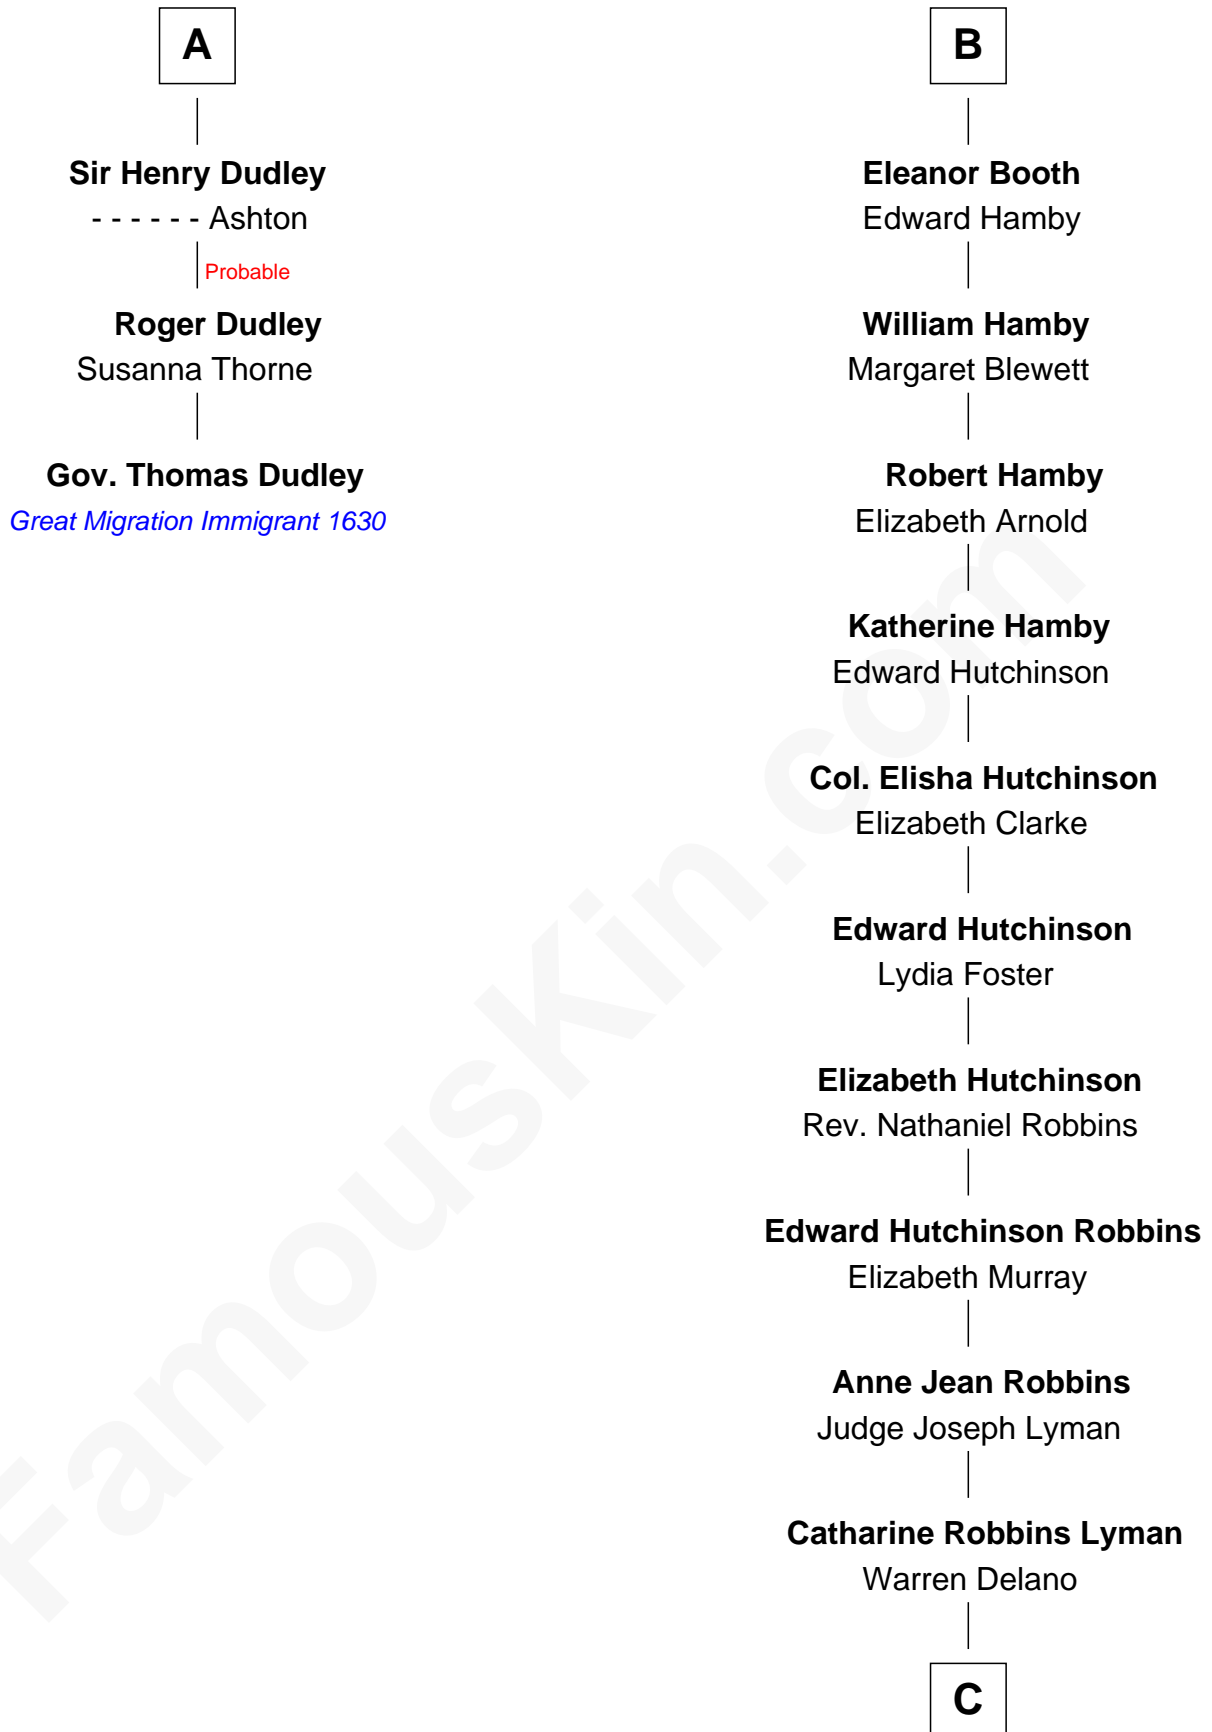 A
Sir Henry Dudley
- - - - - - Ashton
Probable
Roger Dudley
Susanna Thorne
Gov. Thomas Dudley
Great Migration Immigrant 1630
B
Eleanor Booth
Edward Hamby
William Hamby
Margaret Blewett
Robert Hamby
Elizabeth Arnold
Katherine Hamby
Edward Hutchinson
Col. Elisha Hutchinson
Elizabeth Clarke
Edward Hutchinson
Lydia Foster
Elizabeth Hutchinson
Rev. Nathaniel Robbins
Edward Hutchinson Robbins
Elizabeth Murray
Anne Jean Robbins
Judge Joseph Lyman
Catharine Robbins Lyman
Warren Delano
C
FamousKin.com